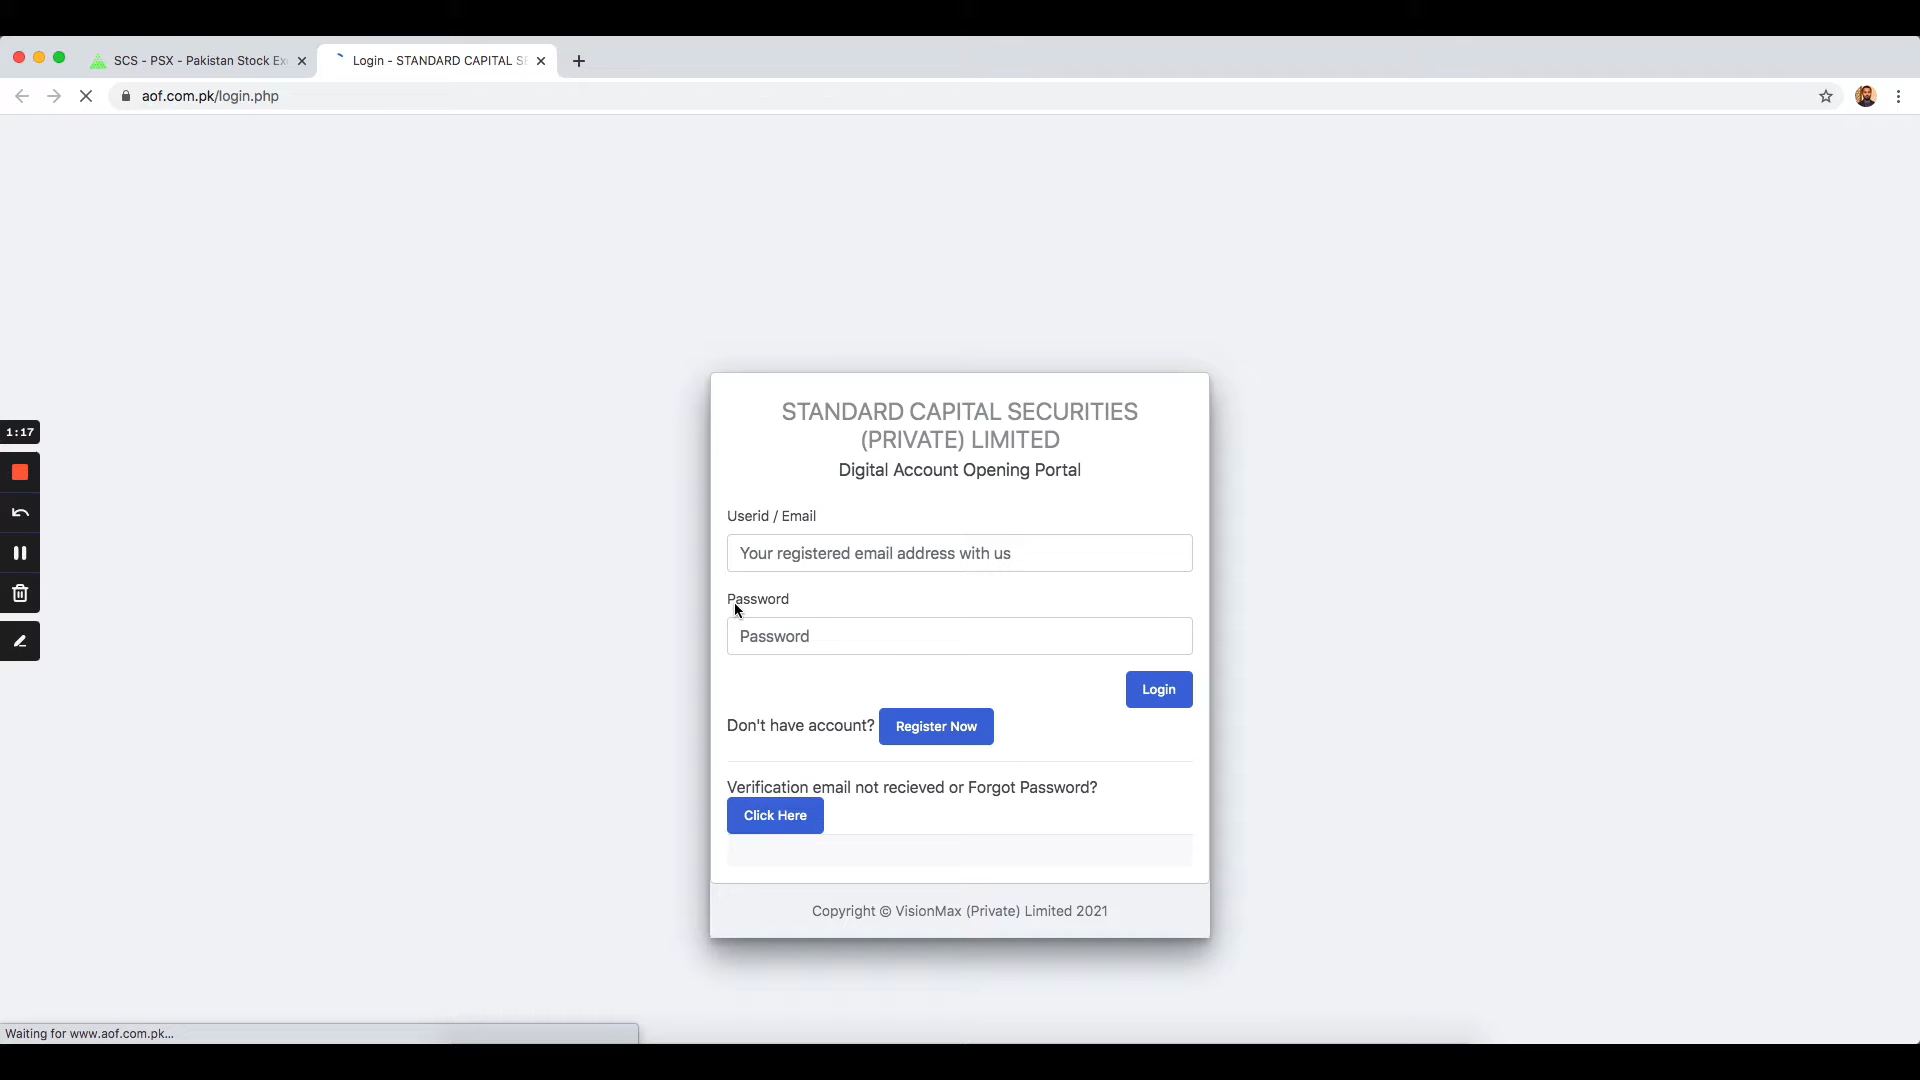 SCS - PSX - Pakistan Stock Ex
Login - STANDARD CAPITAL SE
aof.com.pk/login.php
1:17
STANDARD CAPITAL SECURITIES
(PRIVATE) LIMITED
Digital Account Opening Portal
Userid / Email
Your registered email address with us
Password
Password
Login
Don't have account? Register Now
Verification email not recieved or Forgot Password?
Click Here
Copyright © VisionMax (Private) Limited 2021
Waiting for www.aof.com.pk...